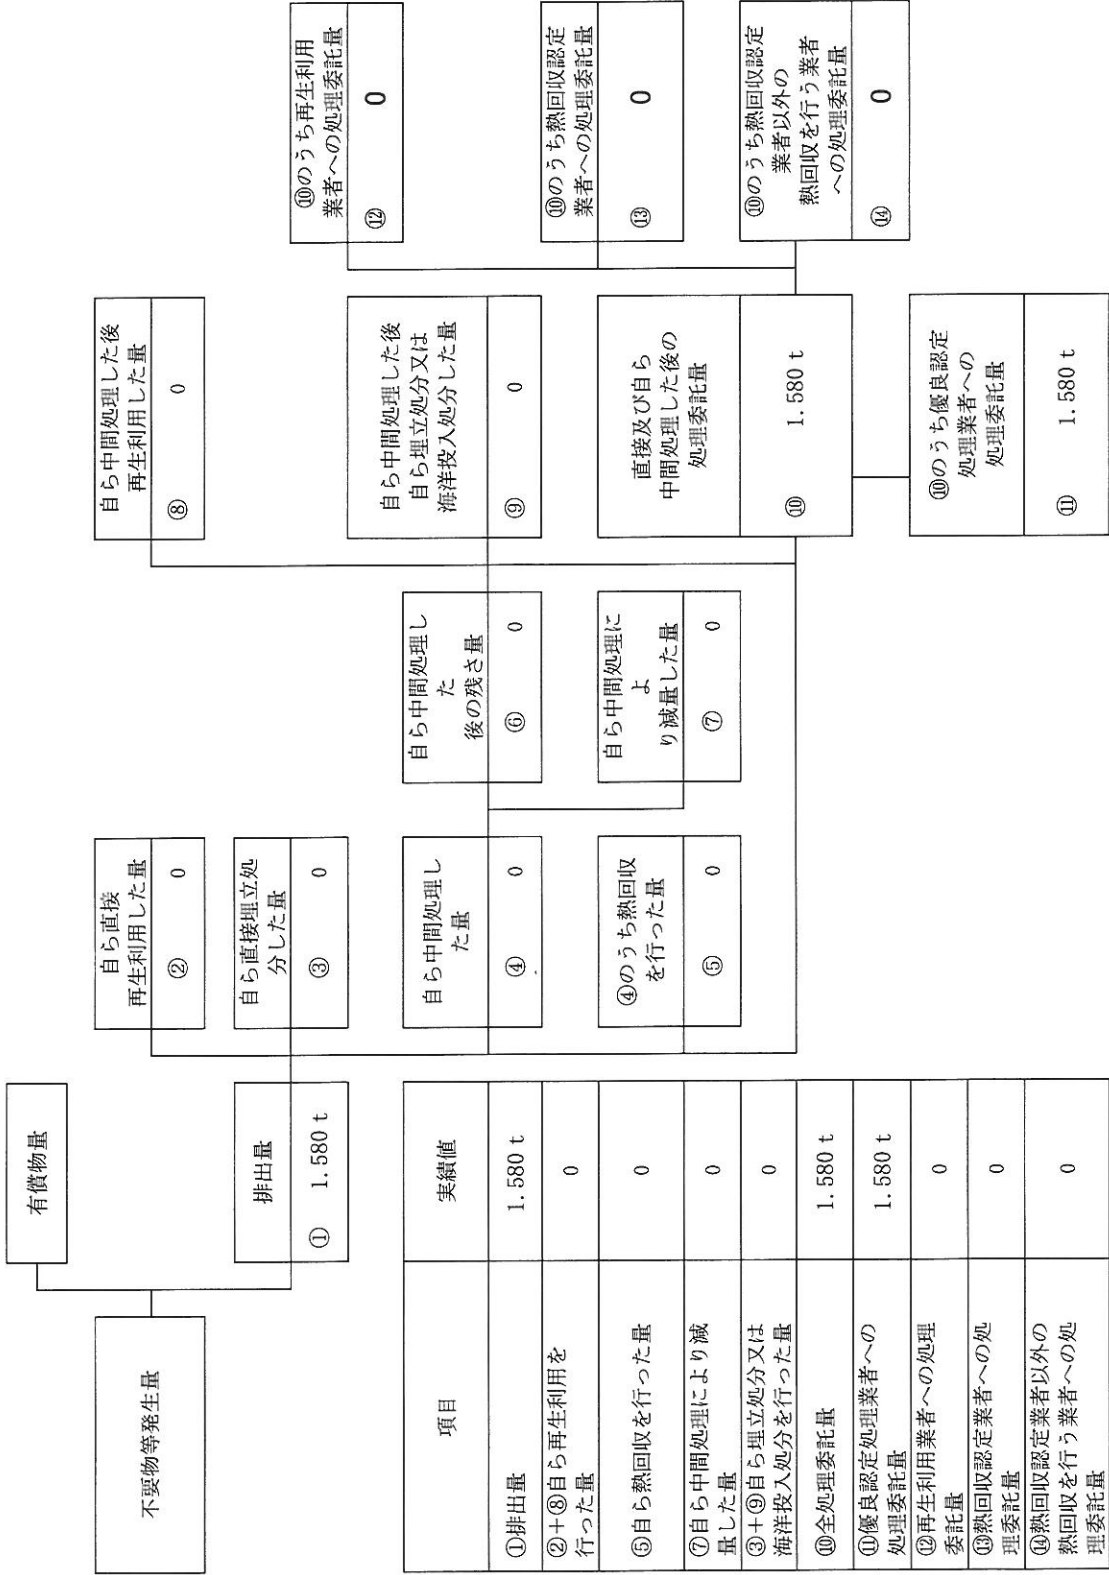 不要物等発生量
有償物量
排出量
① 1.580 t
自ら直接
再生利用した量
② 0
自ら直接埋立処
分した量
③ 0
自ら中間処理し
た量
④ 0
④のうち熱回収
を行った量
⑤ 0
自ら中間処理し
た
後の残さ量
⑥ 0
自ら中間処理に
よ
り減量した量
⑦ 0
自ら中間処理した後
再生利用した量
⑧ 0
自ら中間処理した後
自ら埋立処分又は
海洋投入処分した量
⑨ 0
直接及び自ら
中間処理した後の
処理委託量
⑩ 1.580 t
⑩のうち優良認定
処理業者への
処理委託量
⑪ 1.580 t
⑩のうち再生利用
業者への処理委託量
⑫ 0
⑩のうち熱回収認定
業者への処理委託量
⑬ 0
⑩のうち熱回収認定
業者以外の
熱回収を行う業者
への処理委託量
⑭ 0
項目 実績値
①排出量 1.580 t
②+⑧自ら再生利用を
行った量 0
⑤自ら熱回収を行った量 0
⑦自ら中間処理により減
量した量 0
③+⑨自ら埋立処分又は
海洋投入処分を行った量 0
⑩全処理委託量 1.580 t
⑪優良認定処理業者への
処理委託量 1.580 t
⑫再生利用業者への処理
委託量 0
⑬熱回収認定業者への処
理委託量 0
⑭熱回収認定業者以外の
熱回収を行う業者への処
理委託量 0